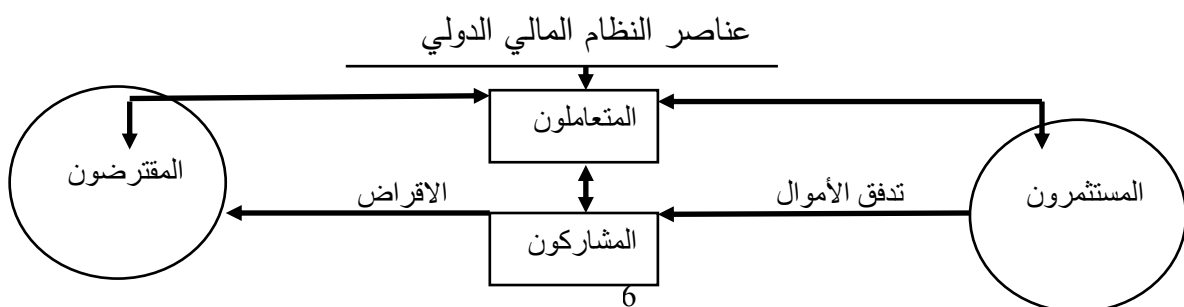 عناصر النظام المالي الدولي
المتعاملون
المقترضون
المستثمرون
الاقراض
تدفق الأموال
المشاركون
6